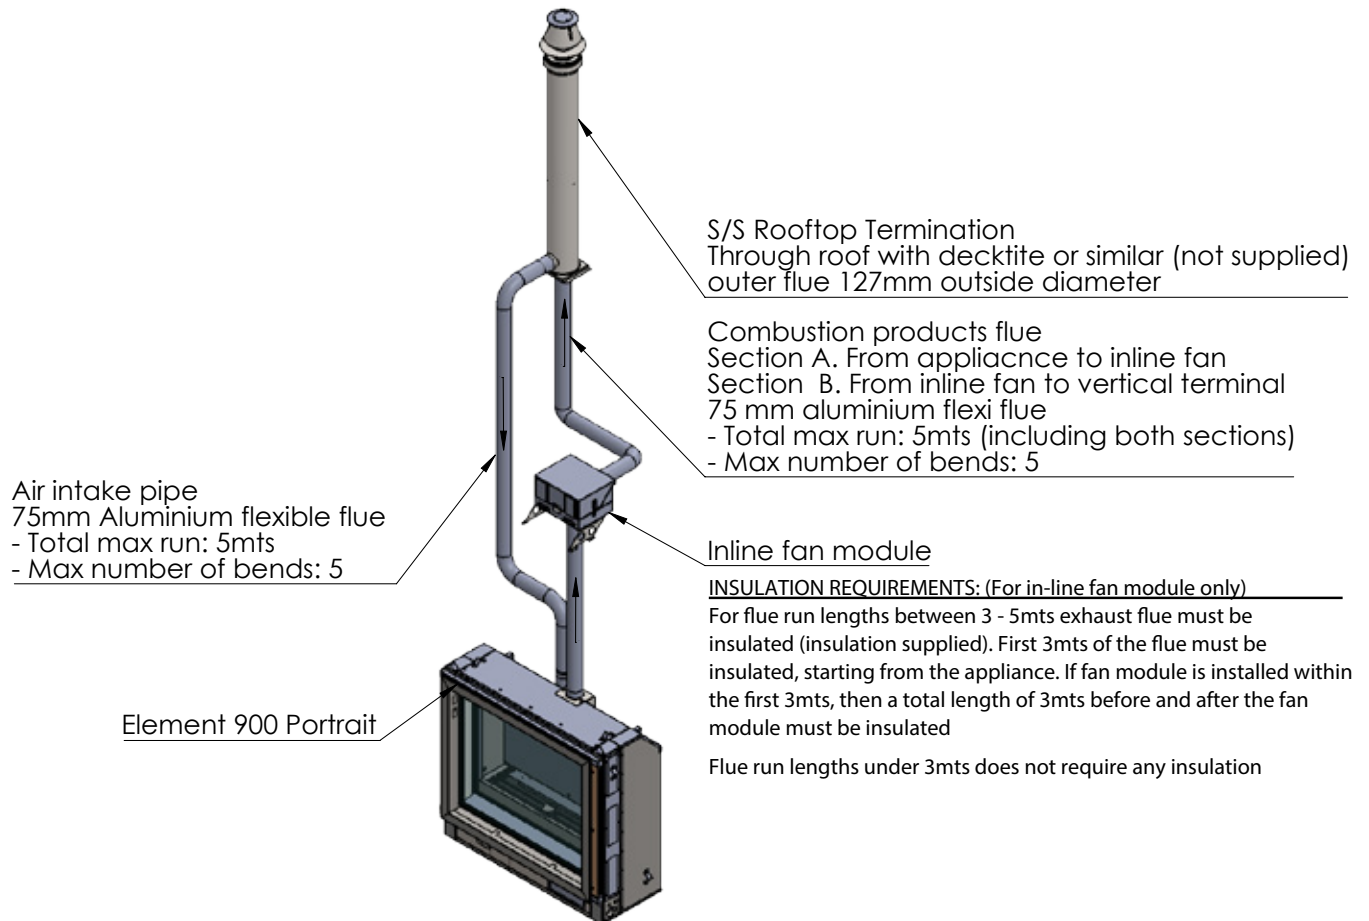 S/S Rooftop Termination
Through roof with decktite or similar (not supplied)
outer flue 127mm outside diameter
Combustion products flue
Section A. From appliacnce to inline fan
Section  B. From inline fan to vertical terminal
75 mm aluminium flexi flue
- Total max run: 5mts (including both sections)
- Max number of bends: 5
Air intake pipe
75mm Aluminium flexible flue
- Total max run: 5mts
- Max number of bends: 5
Inline fan module
INSULATION REQUIREMENTS: (For in-line fan module only)
For flue run lengths between 3 - 5mts exhaust flue must be
insulated (insulation supplied). First 3mts of the flue must be
insulated, starting from the appliance. If fan module is installed within
the first 3mts, then a total length of 3mts before and after the fan
module must be insulated
Flue run lengths under 3mts does not require any insulation
Element 900 Portrait